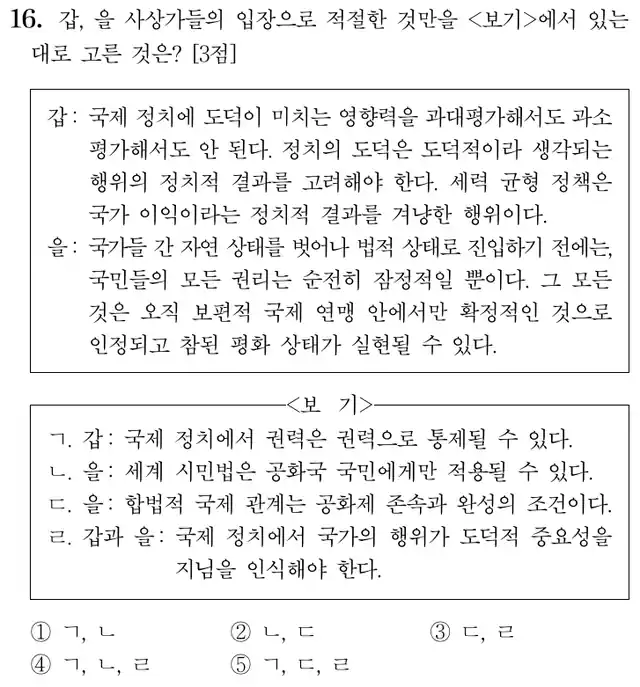 16. 갑, 을 사상가들의 입장으로 적절한 것만을 <보기>에서 있는
대로 고른 것은? [3점]
갑: 국제 정치에 도덕이 미치는 영향력을 과대평가해서도 과소
평가해서도 안 된다. 정치의 도덕은 도덕적이라 생각되는
행위의 정치적 결과를 고려해야 한다. 세력 균형 정책은
국가 이익이라는 정치적 결과를 겨냥한 행위이다.
을: 국가들 간 자연 상태를 벗어나 법적 상태로 진입하기 전에는,
국민들의 모든 권리는 순전히 잠정적일 뿐이다. 그 모든
것은 오직 보편적 국제 연맹 안에서만 확정적인 것으로
인정되고 참된 평화 상태가 실현될 수 있다.
<보 기>
ㄱ. 갑: 국제 정치에서 권력은 권력으로 통제될 수 있다.
ㄴ. 을: 세계 시민법은 공화국 국민에게만 적용될 수 있다.
ㄷ. 을: 합법적 국제 관계는 공화제 존속과 완성의 조건이다.
ㄹ. 갑과 을: 국제 정치에서 국가의 행위가 도덕적 중요성을
지님을 인식해야 한다.
① ㄱ, ㄴ ② ㄴ, ㄷ ③ ㄷ, ㄹ
④ ㄱ, ㄴ, ㄹ ⑤ ㄱ, ㄷ, ㄹ